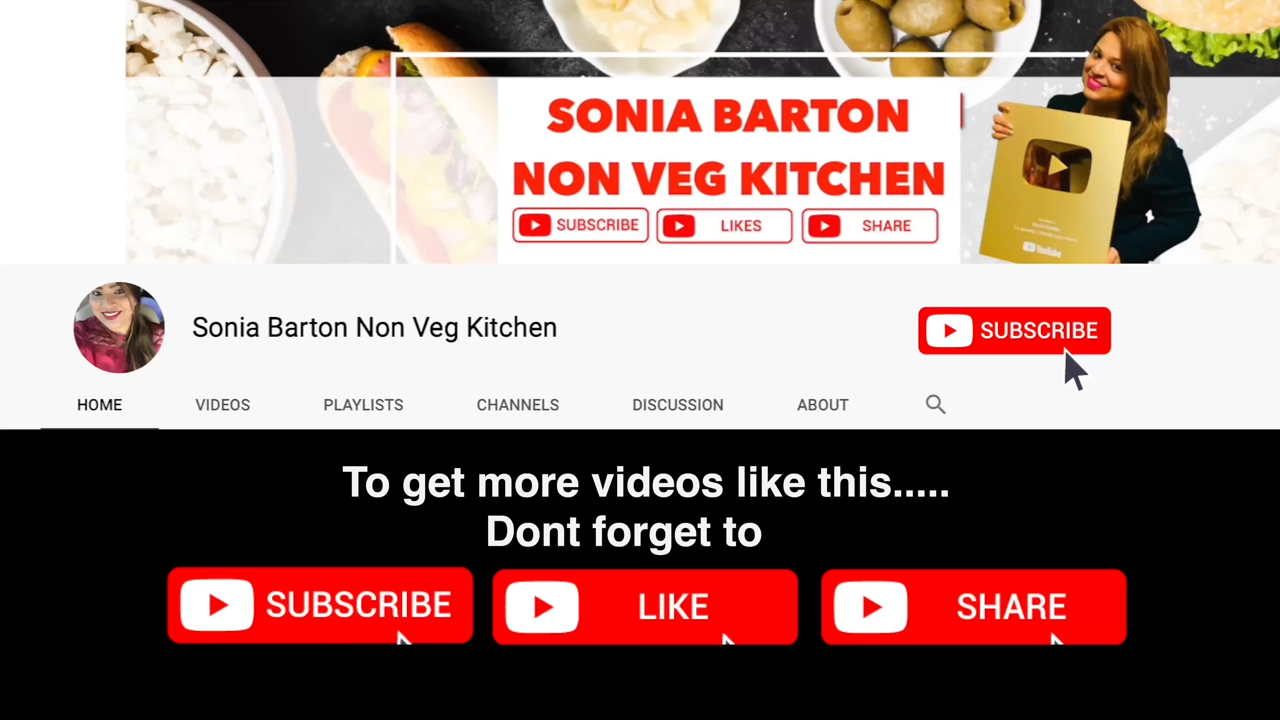 SONIA BARTON
NON VEG KITCHEN
SUBSCRIBE LIKES SHARE
YouTube
Sonia Barton Non Veg Kitchen
SUBSCRIBE
HOME VIDEOS PLAYLISTS CHANNELS DISCUSSION ABOUT
To get more videos like this.....
Dont forget to
SUBSCRIBE LIKE SHARE